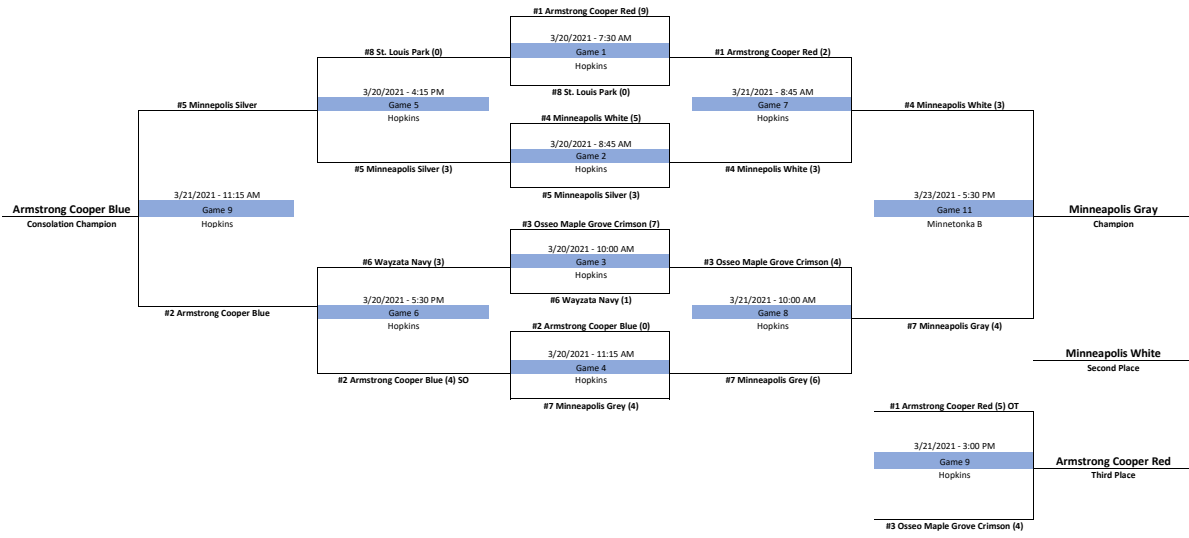 #1 Armstrong Cooper Red (9)
3/20/2021 - 7:30 AM
Game 1
Hopkins
#8 St. Louis Park (0)
#8 St. Louis Park (0)
#1 Armstrong Cooper Red (2)
3/20/2021 - 4:15 PM
Game 5
Hopkins
3/21/2021 - 8:45 AM
Game 7
Hopkins
#5 Minnepolis Silver
#4 Minneapolis White (3)
#4 Minneapolis White (5)
3/20/2021 - 8:45 AM
Game 2
Hopkins
#5 Minneapolis Silver (3)
#5 Minneapolis Silver (3)
#4 Minnepolis White (3)
3/21/2021 - 11:15 AM
Game 9
Hopkins
Armstrong Cooper Blue
Consolation Champion
3/23/2021 - 5:30 PM
Game 11
Minnetonka B
Minneapolis Gray
Champion
#3 Osseo Maple Grove Crimson (7)
3/20/2021 - 10:00 AM
Game 3
Hopkins
#6 Wayzata Navy (1)
#6 Wayzata Navy (3)
#3 Osseo Maple Grove Crimson (4)
3/20/2021 - 5:30 PM
Game 6
Hopkins
3/21/2021 - 10:00 AM
Game 8
Hopkins
#2 Armstrong Cooper Blue
#7 Minneapolis Gray (4)
#2 Armstrong Cooper Blue (0)
3/20/2021 - 11:15 AM
Game 4
Hopkins
#7 Minneapolis Grey (4)
#2 Armstrong Cooper Blue (4) SO
#7 Minneapolis Grey (6)
Minneapolis White
Second Place
#1 Armstrong Cooper Red (5) OT
3/21/2021 - 3:00 PM
Game 9
Hopkins
Armstrong Cooper Red
Third Place
#3 Osseo Maple Grove Crimson (4)